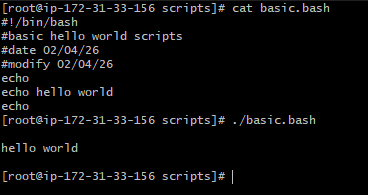 [root@ip-172-31-33-156 scripts]# cat basic.bash
#!/bin/bash
#basic hello world scripts
#date 02/04/26
#modify 02/04/26
echo
echo hello world
echo
[root@ip-172-31-33-156 scripts]# ./basic.bash
hello world
[root@ip-172-31-33-156 scripts]#